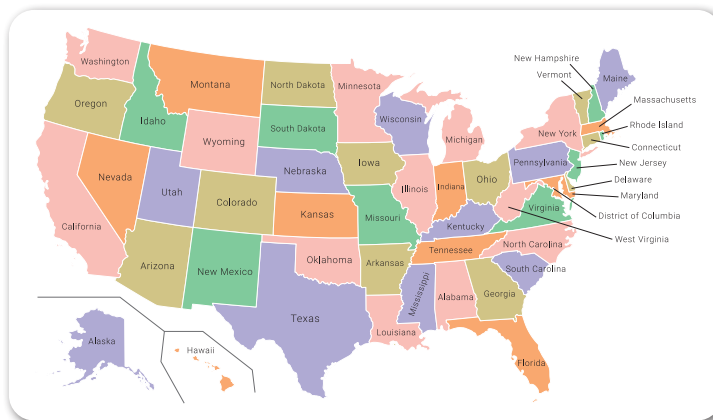 New Hampshire
Vermont
Maine
Washington
Montana
North Dakota
Minnesota
Massachusetts
Oregon
Idaho
South Dakota
Wisconsin
Michigan
New York
Rhode Island
Connecticut
Wyoming
Iowa
Pennsylvania
New Jersey
Nebraska
Illinois
Indiana
Ohio
Delaware
Nevada
Utah
Colorado
Kansas
Missouri
Virginia
Maryland
California
Kentucky
District of Columbia
West Virginia
Arizona
New Mexico
Oklahoma
Arkansas
Tennessee
North Carolina
South Carolina
Mississippi
Alabama
Georgia
Texas
Louisiana
Alaska
Hawaii
Florida